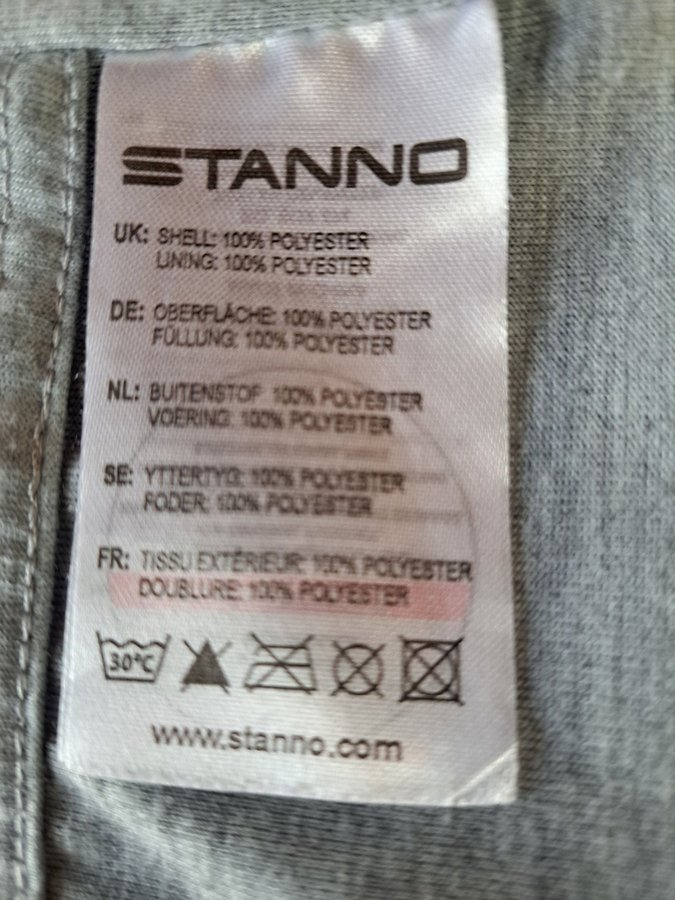 STANNO
UK: SHELL: 100% POLYESTER
LINING: 100% POLYESTER
DE: OBERFLÄCHE: 100% POLYESTER
FÜLLUNG: 100% POLYESTER
NL: BUITENSTOF 100% POLYESTER
VOERING: 100% POLYESTER
SE: YTTERTYG: 100% POLYESTER
FODER: 100% POLYESTER
FR: TISSU EXTÉRIEUR: 100% POLYESTER
DOUBLURE: 100% POLYESTER
30°C
www.stanno.com